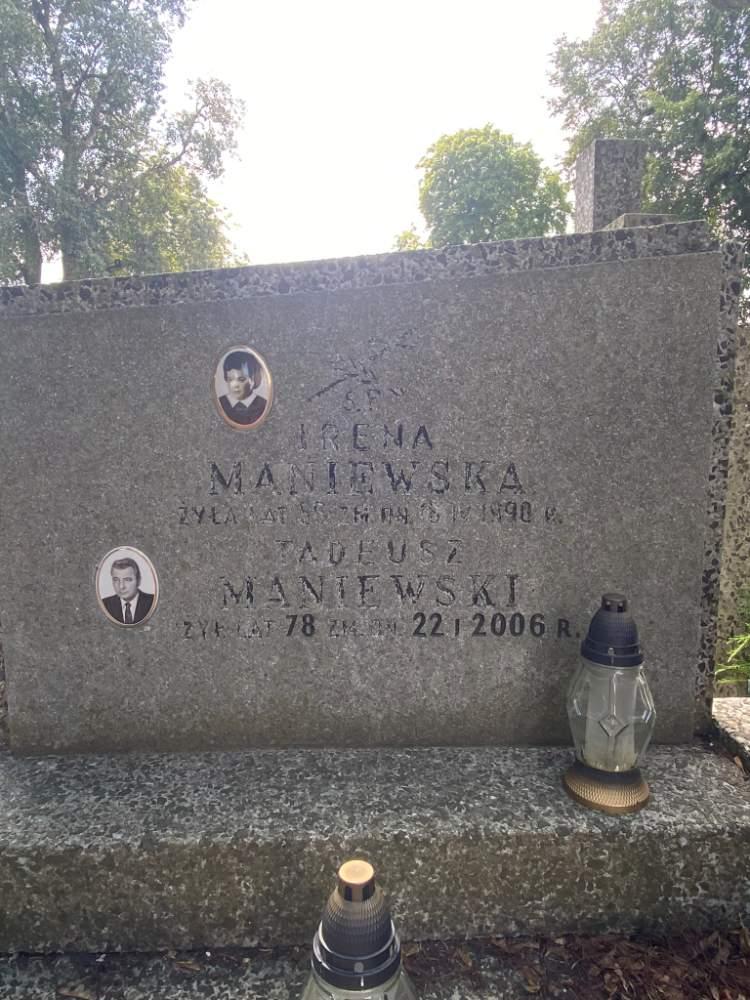 Ś.P.
IRENA
MANIEWSKA
ŻYŁA LAT ZM. DN. IV 1990 R.
TADEUSZ
MANIEWSKI
ŻYŁ LAT 78 ZM. DN. 22 I 2006 R.